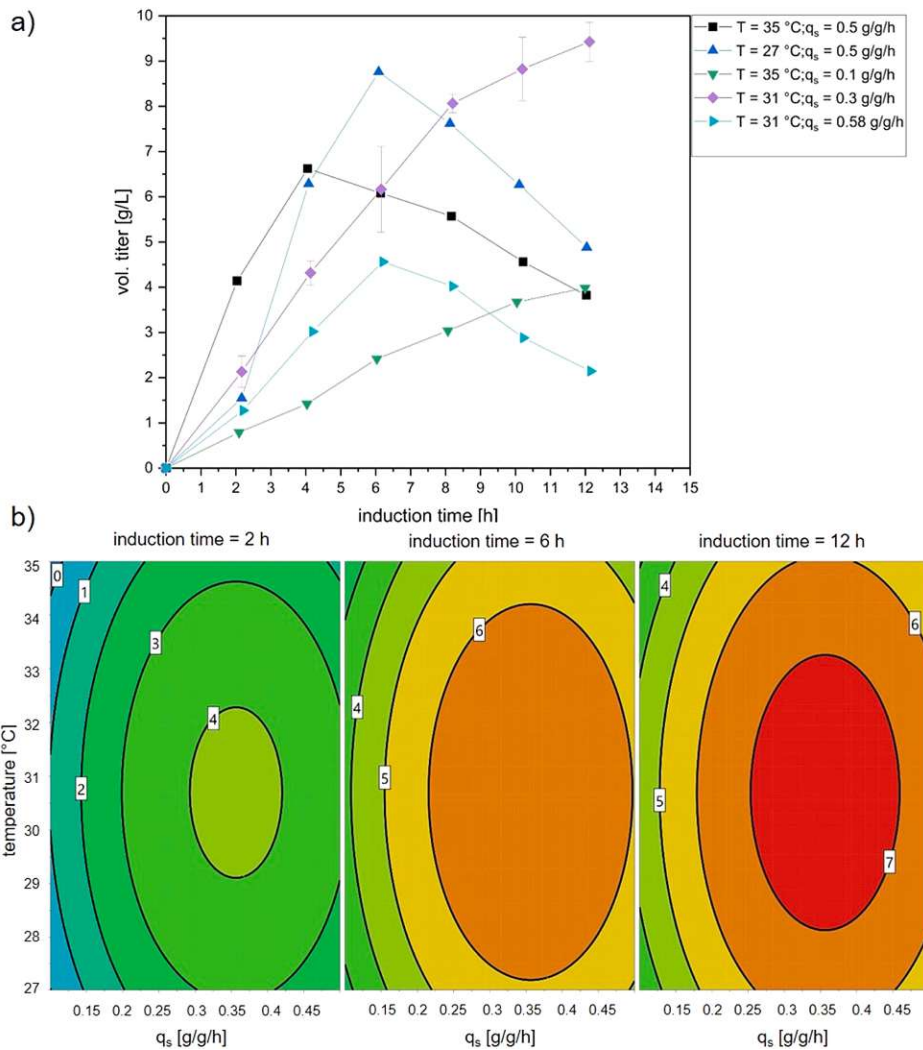 a)
10
9
8
7
6
5
4
3
2
1
0
vol. titer [g/L]
0 1 2 3 4 5 6 7 8 9 10 11 12 13 14 15
induction time [h]
T = 35 °C;qs = 0.5 g/g/h
T = 27 °C;qs = 0.5 g/g/h
T = 35 °C;qs = 0.1 g/g/h
T = 31 °C;qs = 0.3 g/g/h
T = 31 °C;qs = 0.58 g/g/h
b)
induction time = 2 h
induction time = 6 h
induction time = 12 h
temperature [°C]
35
34
33
32
31
30
29
28
27
0
1
2
3
4
4
5
6
4
5
6
7
0.15 0.2 0.25 0.3 0.35 0.4 0.45
0.15 0.2 0.25 0.3 0.35 0.4 0.45
0.15 0.2 0.25 0.3 0.35 0.4 0.45
qs [g/g/h]
qs [g/g/h]
qs [g/g/h]